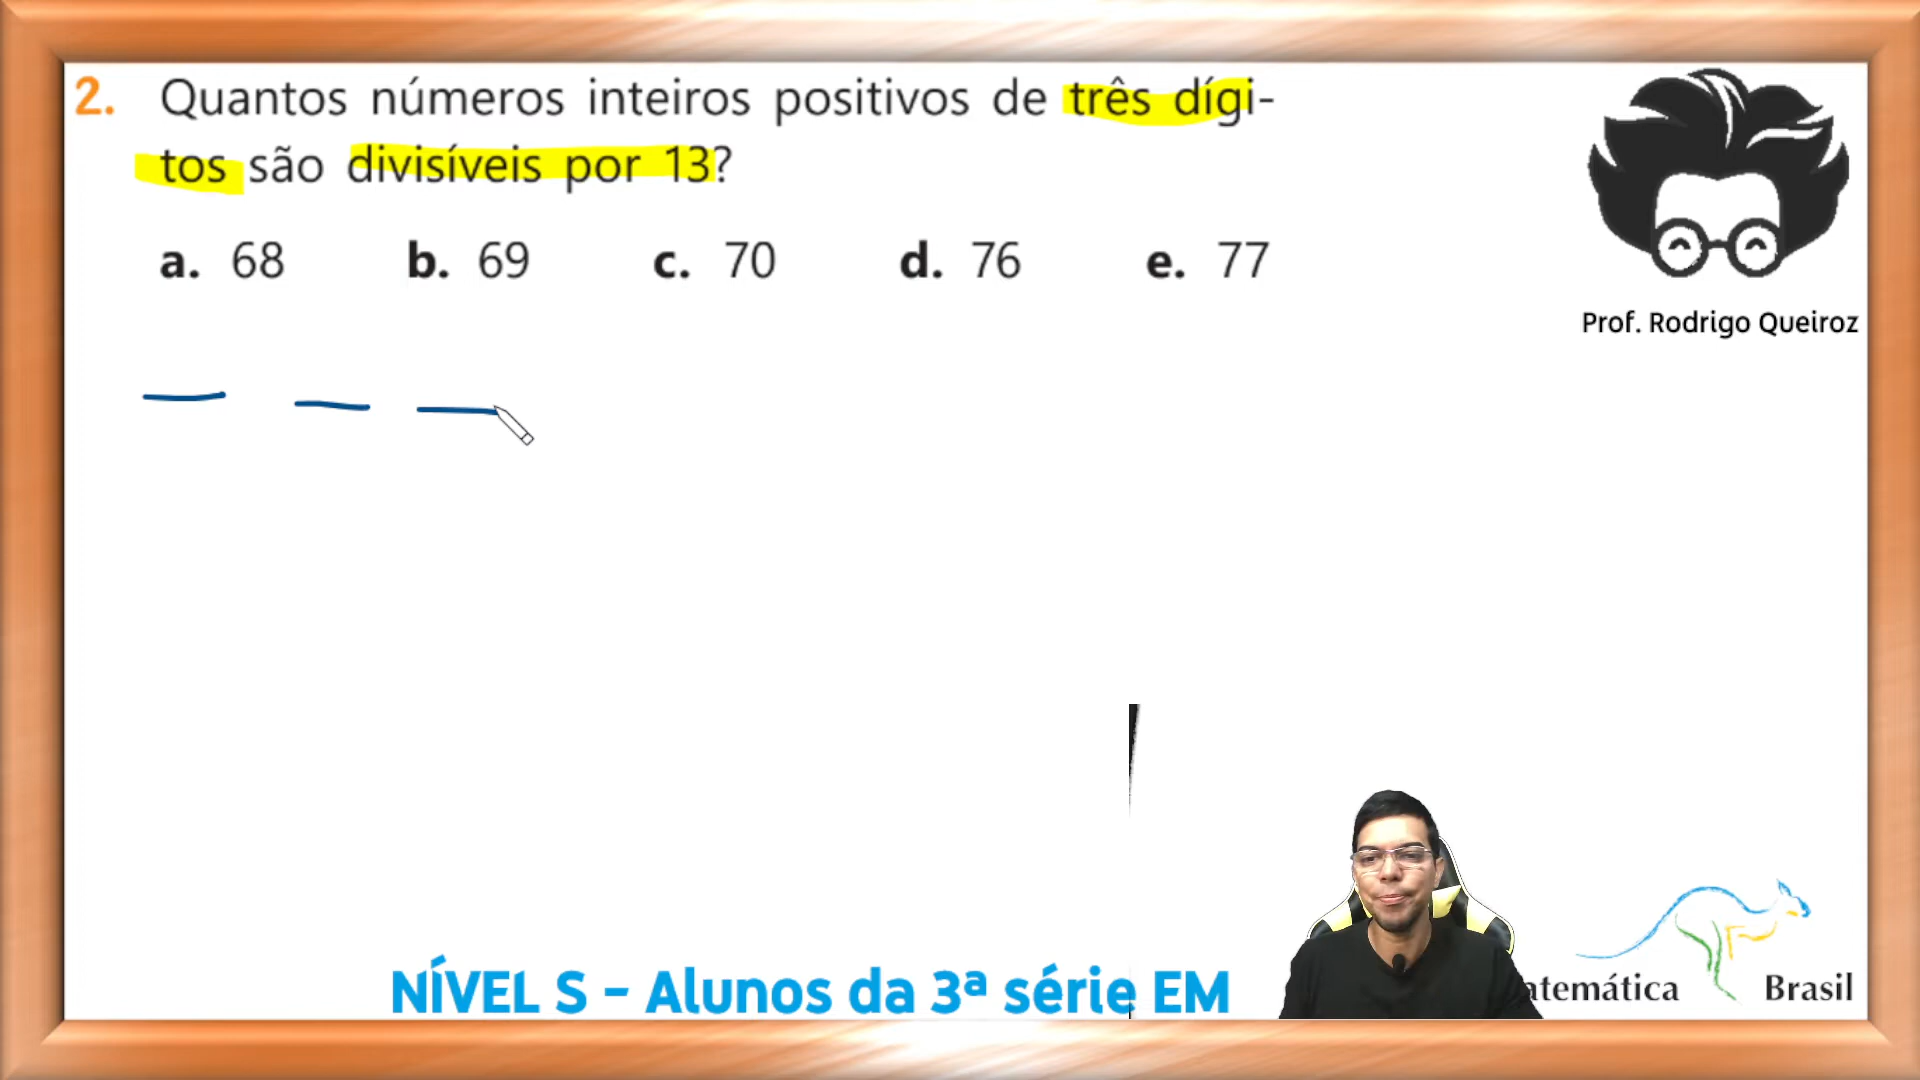 2. Quantos números inteiros positivos de três dígi-
tos são divisíveis por 13?
a. 68 b. 69 c. 70 d. 76 e. 77
Prof. Rodrigo Queiroz
NÍVEL S - Alunos da 3ª série EM
atemática Brasil